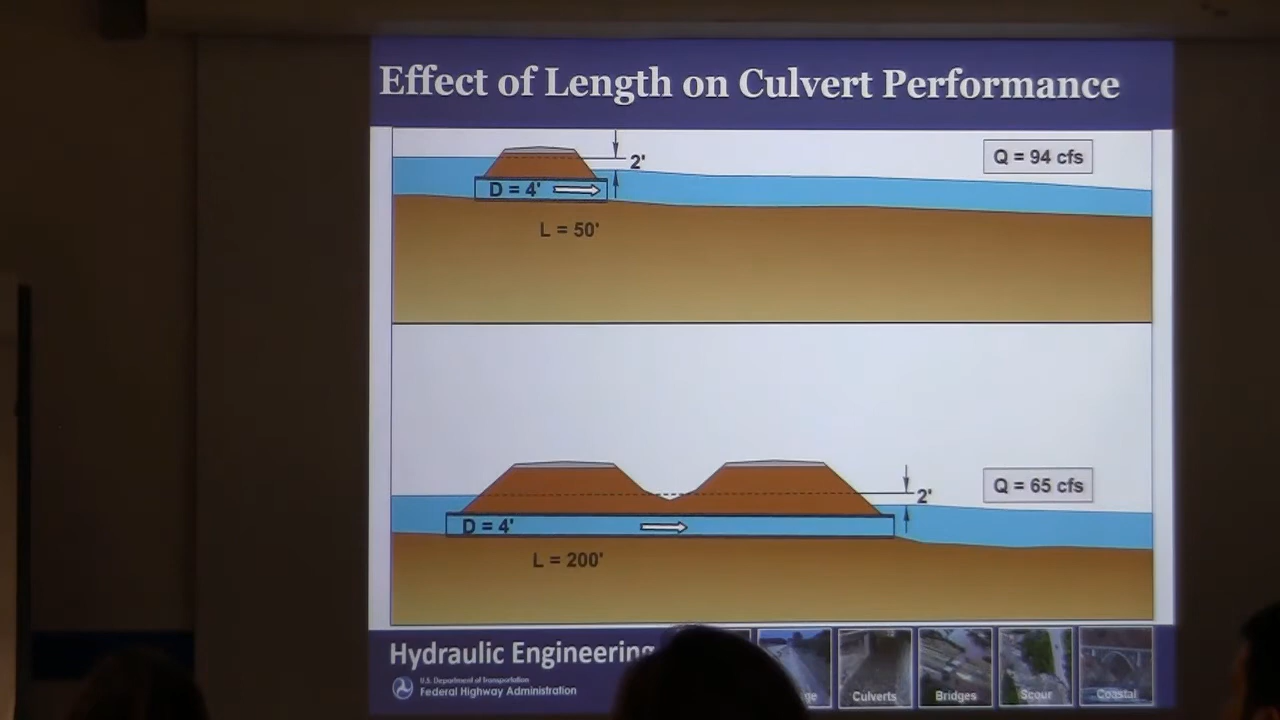 Effect of Length on Culvert Performance
Q = 94 cfs
2'
D = 4'
L = 50'
Q = 65 cfs
2'
D = 4'
L = 200'
Hydraulic Engineering
U.S. Department of Transportation
Federal Highway Administration
Culverts
Bridges
Scour
Coastal